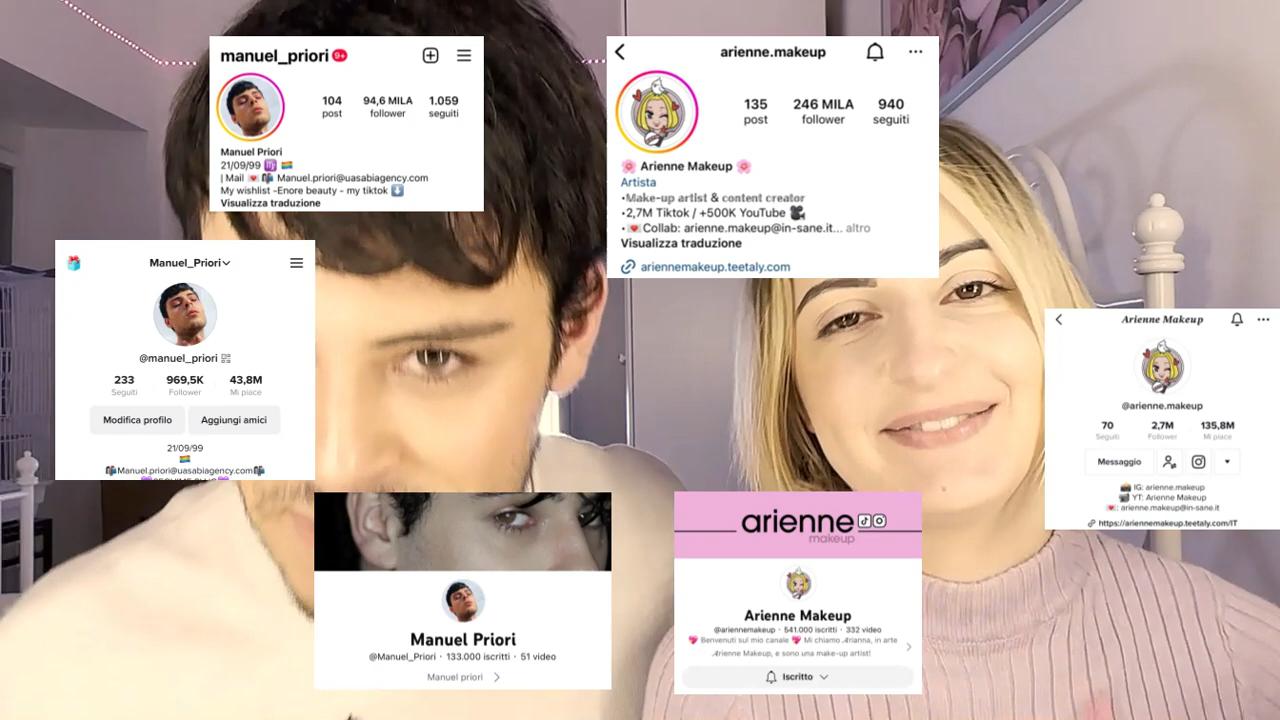 manuel_priori 9+
104 94,6 MILA 1.059
post follower seguiti
Manuel Priori
21/09/99
| Mail Manuel.priori@uasabiagency.com
My wishlist -Enore beauty - my tiktok
Visualizza traduzione
arienne.makeup
135 246 MILA 940
post follower seguiti
Arienne Makeup
Artista
•Make-up artist & content creator
•2,7M Tiktok / +500K YouTube
•Collab: arienne.makeup@in-sane.it... altro
Visualizza traduzione
ariennemakeup.teetaly.com
Manuel_Priori
@manuel_priori
233 969,5K 43,8M
Seguiti Follower Mi piace
Modifica profilo Aggiungi amici
21/09/99
Manuel.priori@uasabiagency.com
Arienne Makeup
@arienne.makeup
70 2,7M 135,8M
Seguiti Follower Mi piace
Messaggio
IG: arienne.makeup
YT: Arienne Makeup
: arienne.makeup@in-sane.it
https://ariennemakeup.teetaly.com/IT
Manuel Priori
@Manuel_Priori · 133.000 iscritti · 51 video
Manuel priori
arienne
makeup
Arienne Makeup
@ariennemakeup · 541.000 iscritti · 332 video
Benvenuti sul mio canale Mi chiamo Arianna, in arte
Arienne Makeup, e sono una make-up artist!
Iscritto